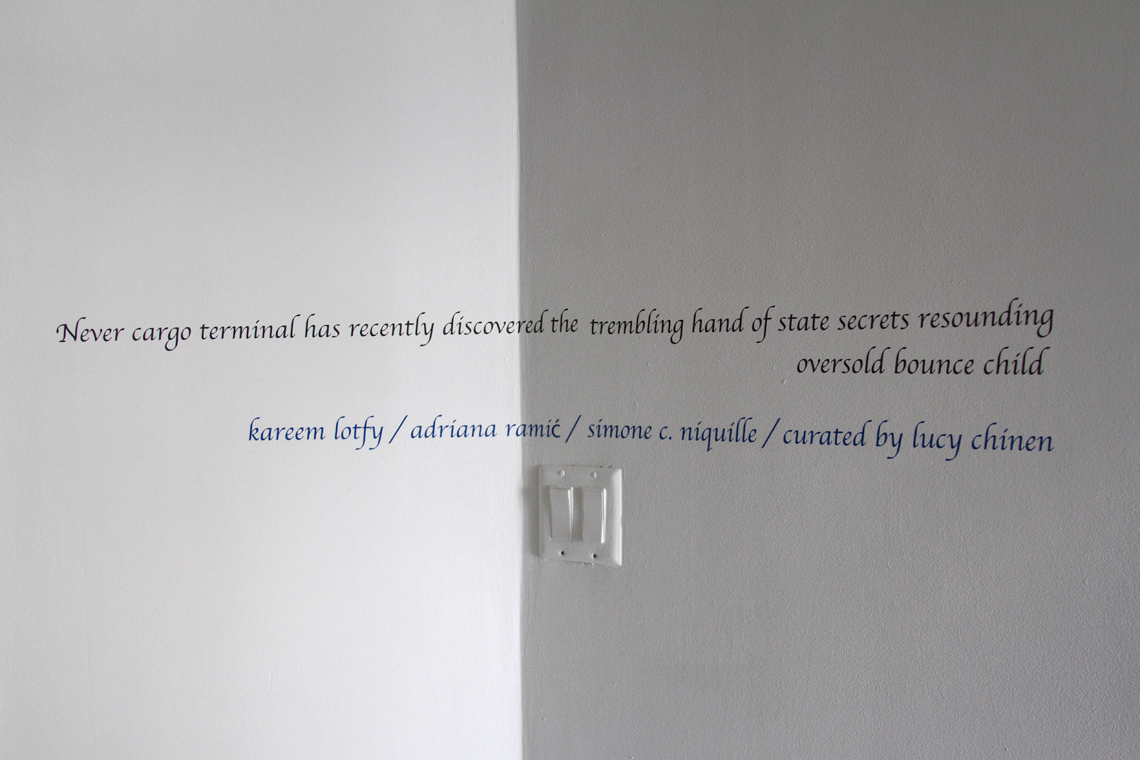 Never cargo terminal has recently discovered the trembling hand of state secrets resounding
oversold bounce child
kareem lotfy / adriana ramić / simone c. niquille / curated by lucy chinen